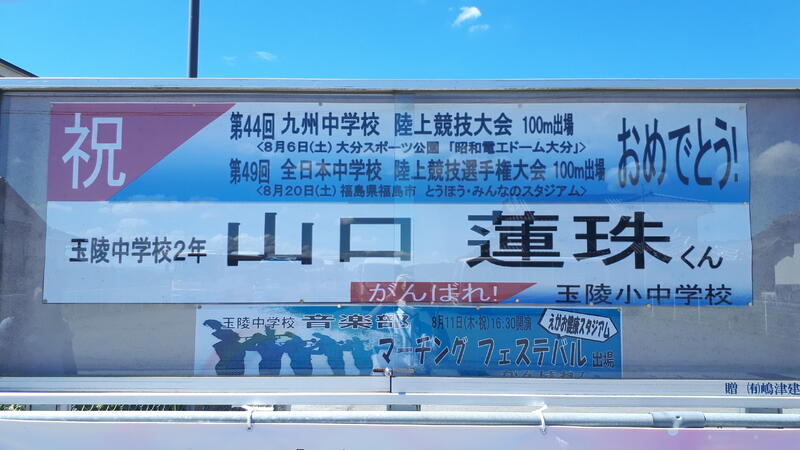 祝
第44回 九州中学校 陸上競技大会 100m出場
<8月6日(土) 大分スポーツ公園 「昭和電工ドーム大分」>
第49回 全日本中学校 陸上競技選手権大会 100m出場
<8月20日(土) 福島県福島市 とうほう・みんなのスタジアム>
おめでとう!
玉陵中学校2年 山口 蓮珠くん
がんばれ! 玉陵小中学校
玉陵中学校 音楽部 8月11日(木・祝)16:30開演 えがお健康スタジアム
マーチング フェステバル 出場
贈 (有)嶋津建